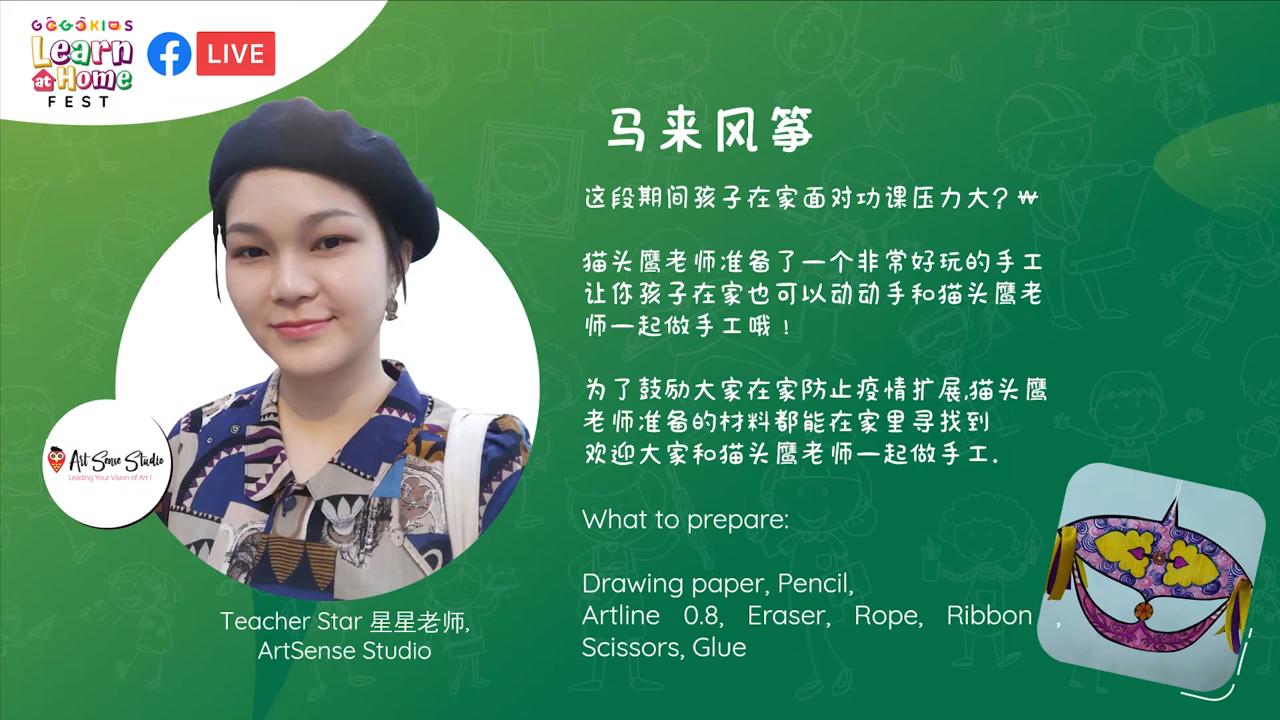 GOGOKIDS
Learn
at Home
FEST
LIVE
马来风筝
这段期间孩子在家面对功课压力大?₩
猫头鹰老师准备了一个非常好玩的手工
让你孩子在家也可以动动手和猫头鹰老
师一起做手工哦！
为了鼓励大家在家防止疫情扩展,猫头鹰
老师准备的材料都能在家里寻找到
欢迎大家和猫头鹰老师一起做手工.
What to prepare:
Drawing paper, Pencil,
Artline 0.8, Eraser, Rope, Ribbon ,
Scissors, Glue
Art Sense Studio
Leading Your Vision of Art !
Teacher Star 星星老师,
ArtSense Studio